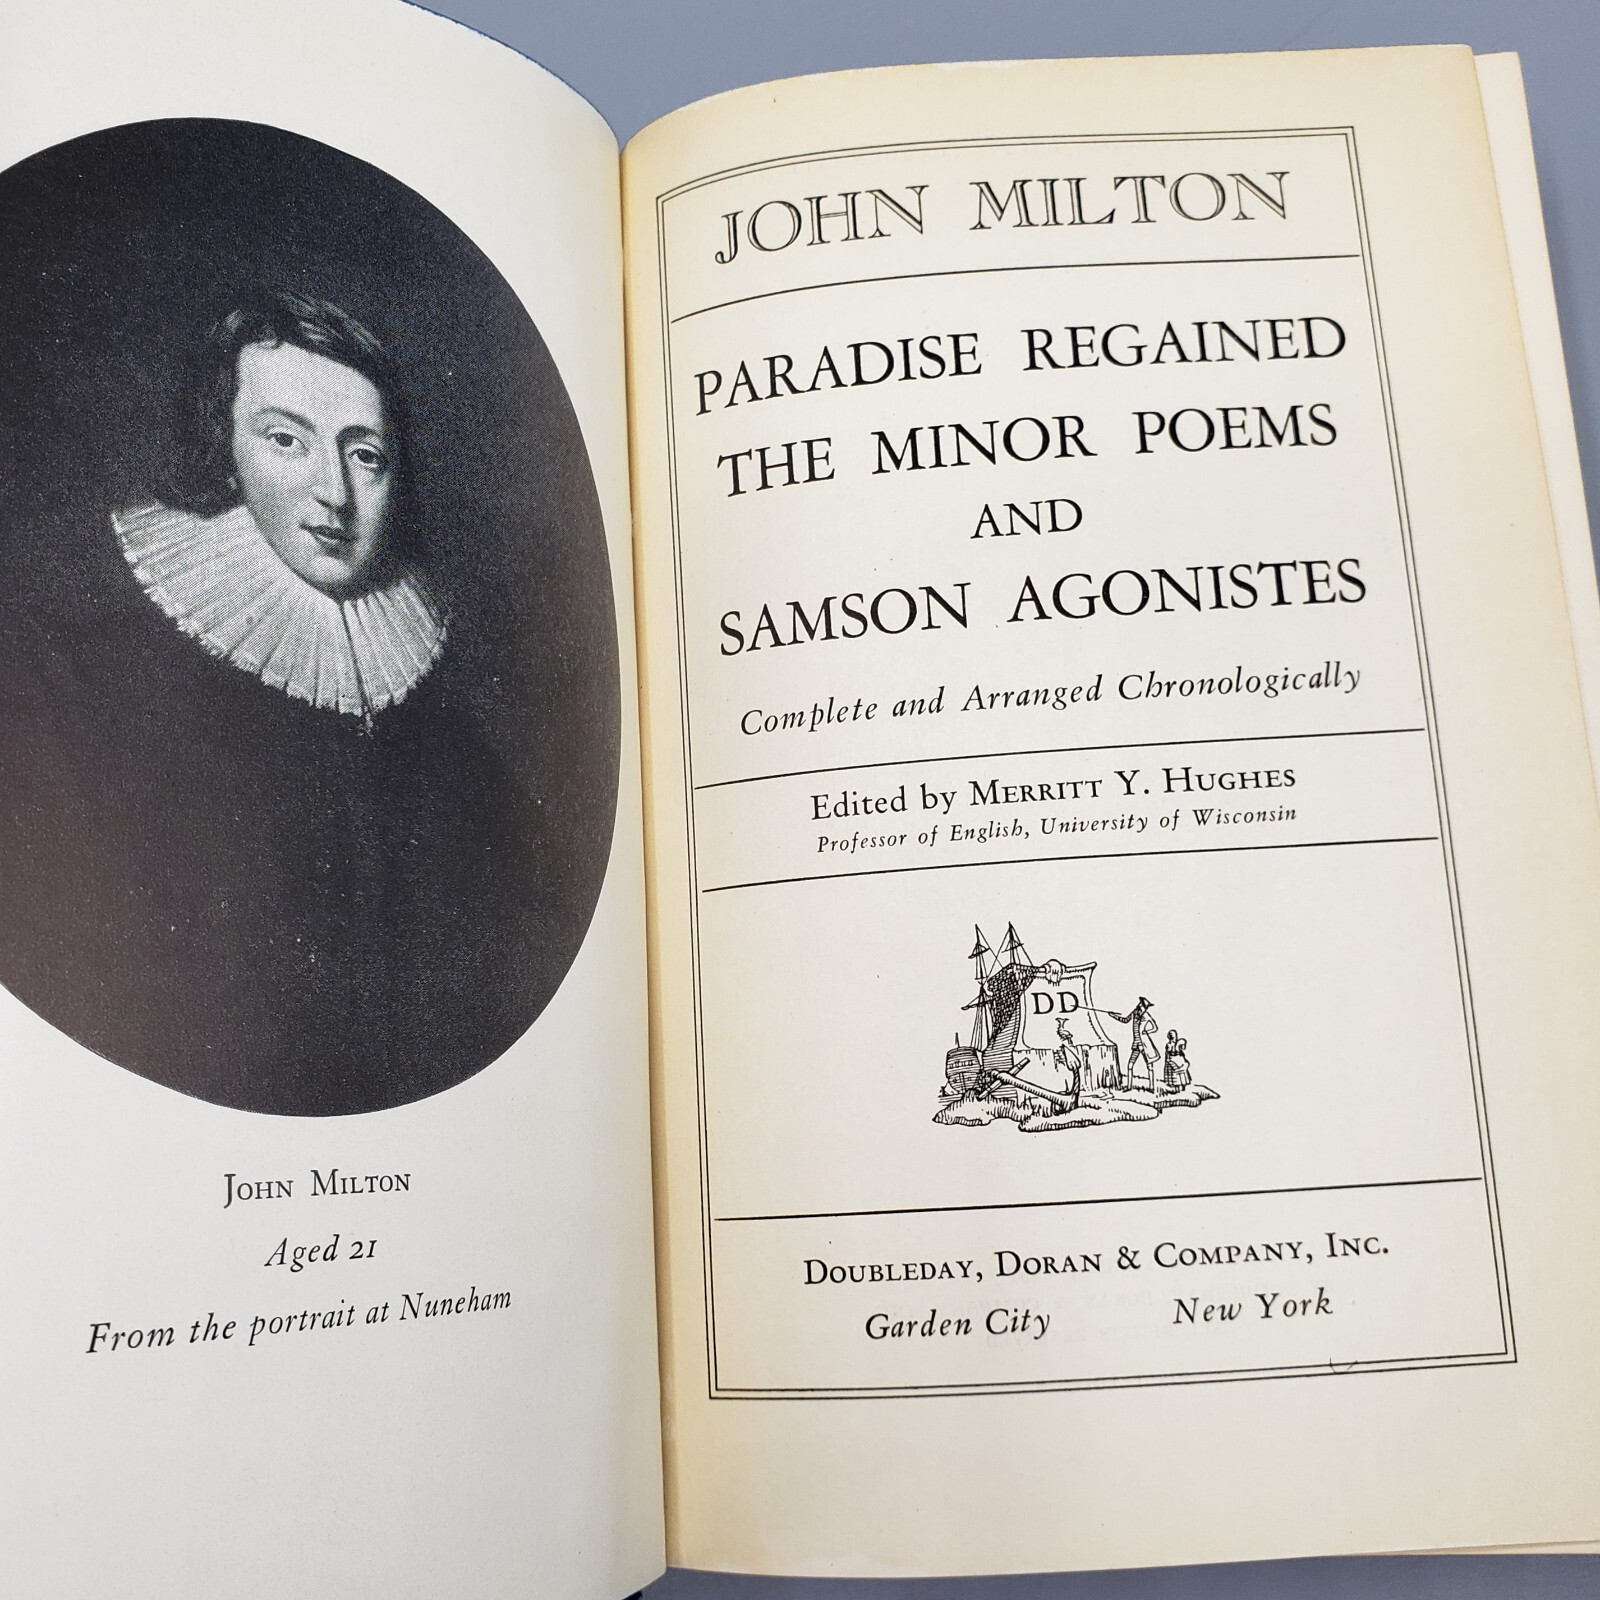 John Milton
Aged 21
From the portrait at Nuneham
JOHN MILTON
PARADISE REGAINED
THE MINOR POEMS
AND
SAMSON AGONISTES
Complete and Arranged Chronologically
Edited by Merritt Y. Hughes
Professor of English, University of Wisconsin
DD
Doubleday, Doran & Company, Inc.
Garden City New York